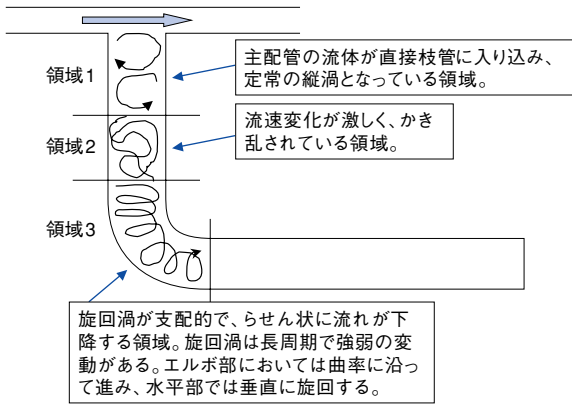 領域1
主配管の流体が直接枝管に入り込み、
定常の縦渦となっている領域。
領域2
流速変化が激しく、かき
乱されている領域。
領域3
旋回渦が支配的で、らせん状に流れが下
降する領域。旋回渦は長周期で強弱の変
動がある。エルボ部においては曲率に沿っ
て進み、水平部では垂直に旋回する。